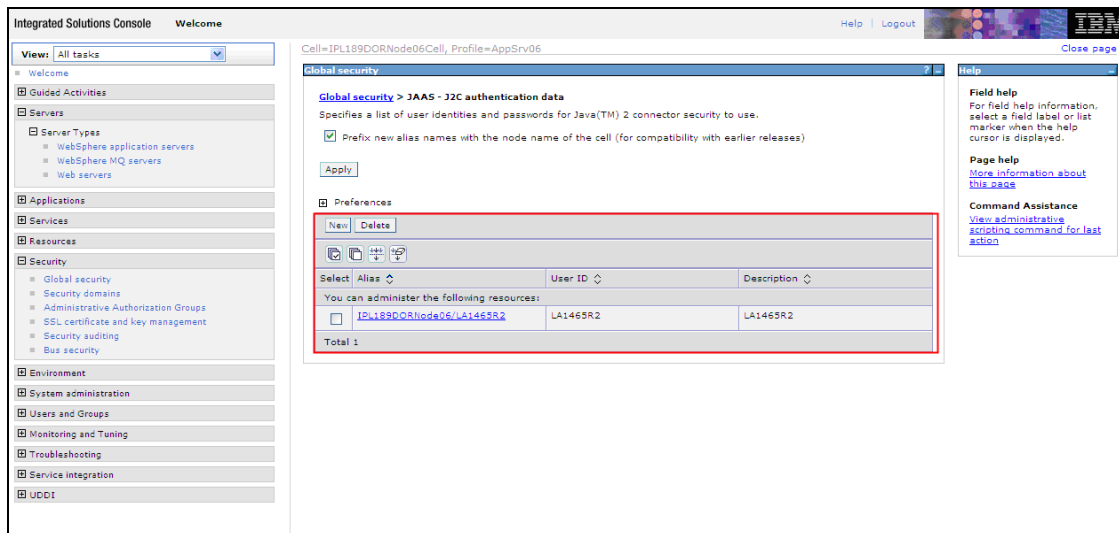 Integrated Solutions Console Welcome
Help | Logout
IBM
View: All tasks
Welcome
Guided Activities
Servers
Server Types
WebSphere application servers
WebSphere MQ servers
Web servers
Applications
Services
Resources
Security
Global security
Security domains
Administrative Authorization Groups
SSL certificate and key management
Security auditing
Bus security
Environment
System administration
Users and Groups
Monitoring and Tuning
Troubleshooting
Service integration
UDDI
Cell=IPL189DORNode06Cell, Profile=AppSrv06
Close page
Global security ? -
Global security > JAAS - J2C authentication data
Specifies a list of user identities and passwords for Java(TM) 2 connector security to use.
Prefix new alias names with the node name of the cell (for compatibility with earlier releases)
Apply
Preferences
New Delete
Select Alias User ID Description
You can administer the following resources:
IPL189DORNode06/LA1465R2 LA1465R2 LA1465R2
Total 1
Help -
Field help
For field help information,
select a field label or list
marker when the help
cursor is displayed.
Page help
More information about
this page
Command Assistance
View administrative
scripting command for last
action